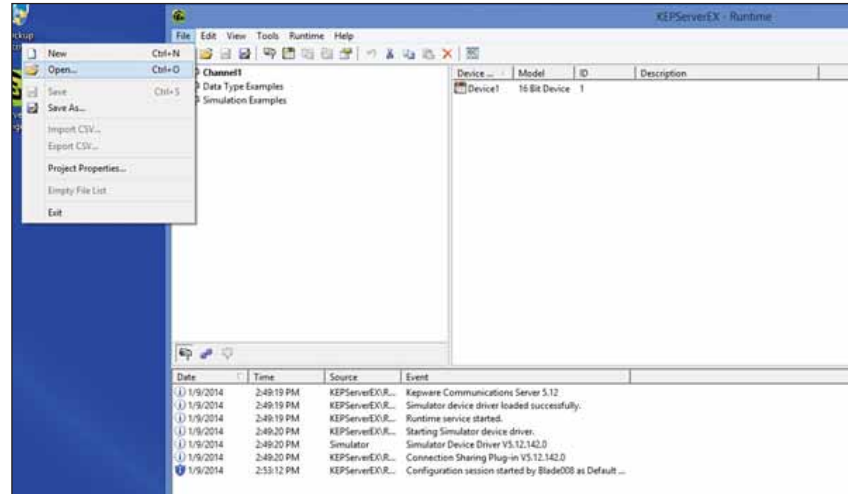 KEPServerEX - Runtime
File Edit View Tools Runtime Help
New Ctrl+N
Open... Ctrl+O
Save Ctrl+S
Save As...
Import CSV...
Export CSV...
Project Properties...
Empty File List
Exit
Channel1
Data Type Examples
Simulation Examples
Device ... Model ID Description
Device1 16 Bit Device 1
Date Time Source Event
1/9/2014 2:49:19 PM KEPServerEX\R... Kepware Communications Server 5.12
1/9/2014 2:49:19 PM KEPServerEX\R... Simulator device driver loaded successfully.
1/9/2014 2:49:19 PM KEPServerEX\R... Runtime service started.
1/9/2014 2:49:20 PM KEPServerEX\R... Starting Simulator device driver.
1/9/2014 2:49:20 PM Simulator Simulator Device Driver V5.12.142.0
1/9/2014 2:49:20 PM KEPServerEX\R... Connection Sharing Plug-in V5.12.142.0
1/9/2014 2:53:12 PM KEPServerEX\R... Configuration session started by Blade008 as Default ...